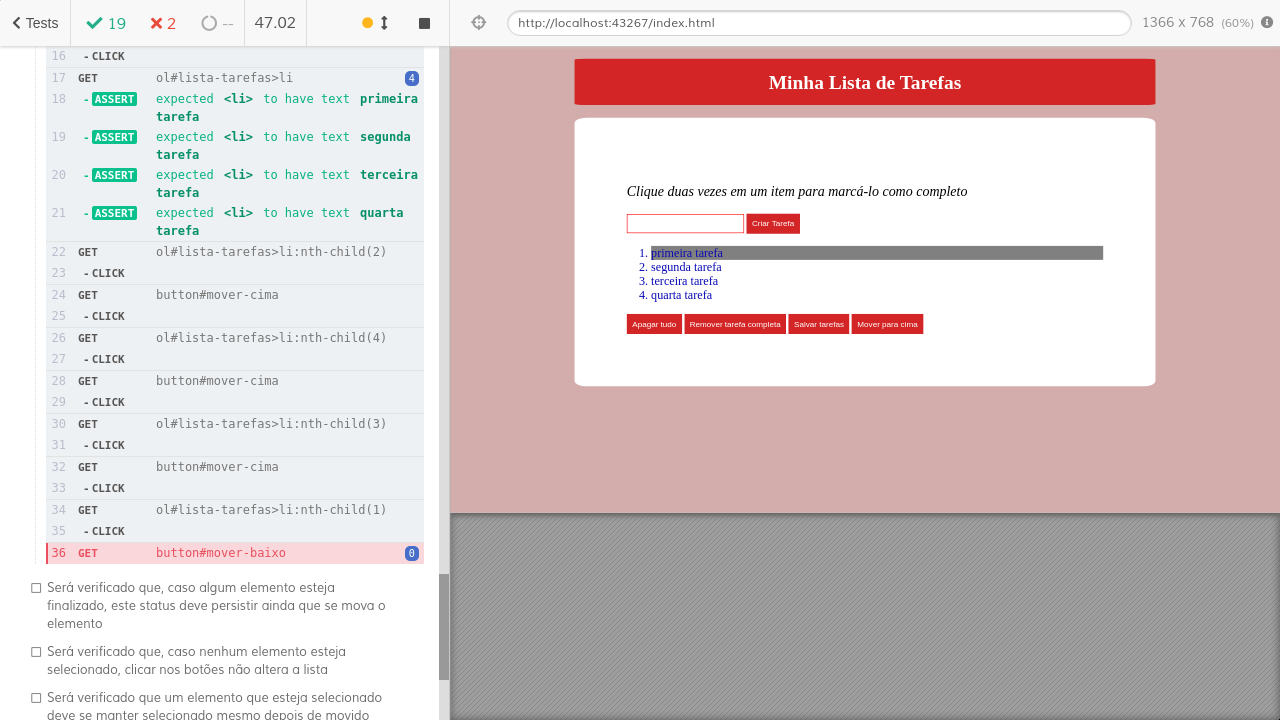 Tests 19 2 -- 47.02
http://localhost:43267/index.html 1366 x 768 (60%)
16 - CLICK
17 GET ol#lista-tarefas>li 4
18 - ASSERT expected <li> to have text primeira
tarefa
19 - ASSERT expected <li> to have text segunda
tarefa
20 - ASSERT expected <li> to have text terceira
tarefa
21 - ASSERT expected <li> to have text quarta
tarefa
22 GET ol#lista-tarefas>li:nth-child(2)
23 - CLICK
24 GET button#mover-cima
25 - CLICK
26 GET ol#lista-tarefas>li:nth-child(4)
27 - CLICK
28 GET button#mover-cima
29 - CLICK
30 GET ol#lista-tarefas>li:nth-child(3)
31 - CLICK
32 GET button#mover-cima
33 - CLICK
34 GET ol#lista-tarefas>li:nth-child(1)
35 - CLICK
36 GET button#mover-baixo 0
Será verificado que, caso algum elemento esteja
finalizado, este status deve persistir ainda que se mova o
elemento
Será verificado que, caso nenhum elemento esteja
selecionado, clicar nos botões não altera a lista
Será verificado que um elemento que esteja selecionado
deve se manter selecionado mesmo depois de movido
Minha Lista de Tarefas
Clique duas vezes em um item para marcá-lo como completo
Criar Tarefa
1. primeira tarefa
2. segunda tarefa
3. terceira tarefa
4. quarta tarefa
Apagar tudo Remover tarefa completa Salvar tarefas Mover para cima